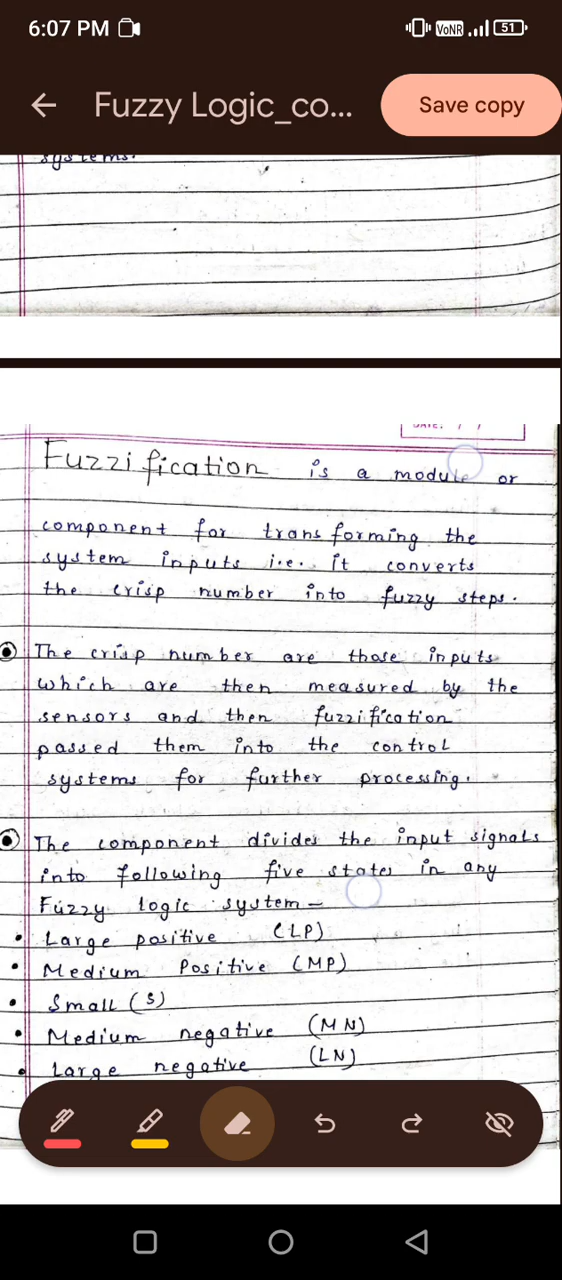 6:07 PM
VoNR
51
Fuzzy Logic_co...
Save copy
systems.
DATE: / /
Fuzzification is a module or
component for transforming the
system inputs i.e. it converts
the crisp number into fuzzy steps.
The crisp number are those inputs
which are then measured by the
sensors and then fuzzification
passed them into the control
systems for further processing.
The component divides the input signals
into following five states in any
Fuzzy logic system-
• Large positive (LP)
• Medium Positive (MP)
• Small (S)
• Medium negative (MN)
• Large negative (LN)